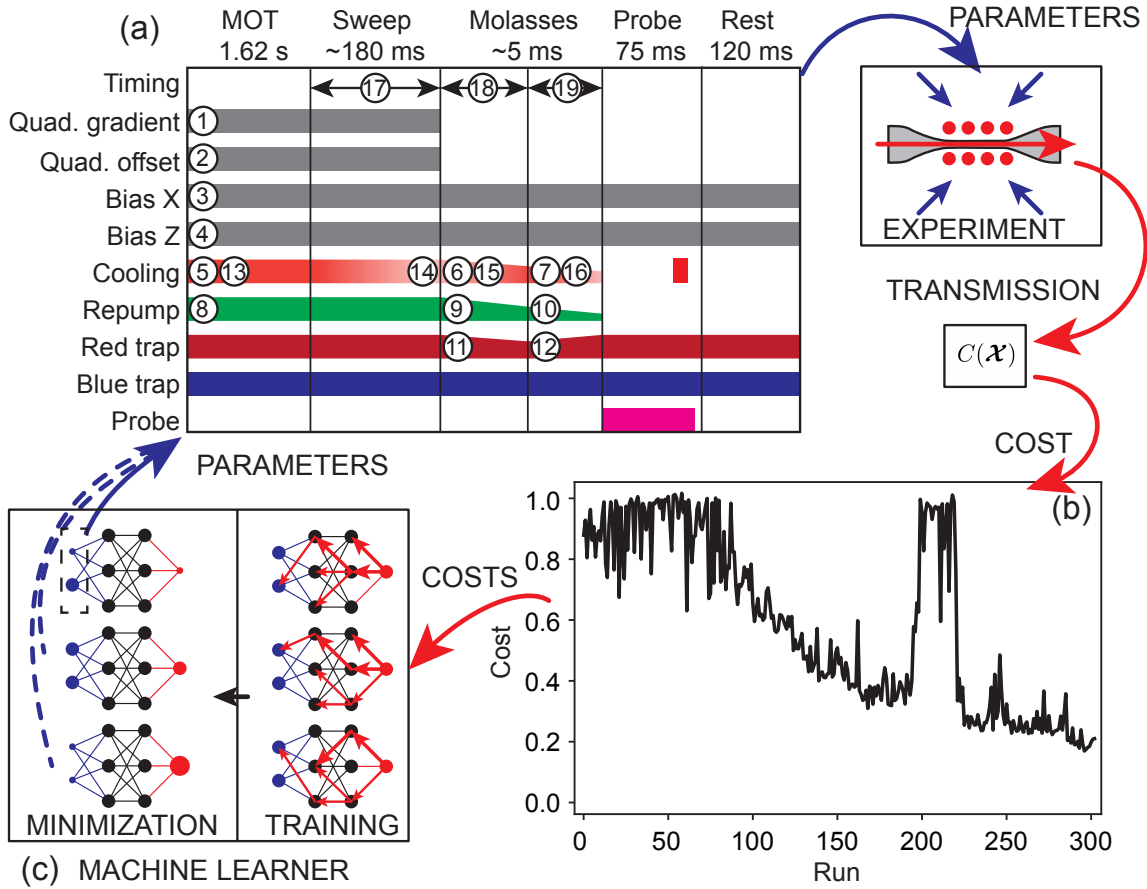 (a)
MOT Sweep Molasses Probe Rest
1.62 s ~180 ms ~5 ms 75 ms 120 ms
Timing 17 18 19
Quad. gradient 1
Quad. offset 2
Bias X 3
Bias Z 4
Cooling 5 13 14 6 15 7 16
Repump 8 9 10
Red trap 11 12
Blue trap
Probe
PARAMETERS
EXPERIMENT
TRANSMISSION
C(𝒳)
COST
PARAMETERS
COSTS
MINIMIZATION TRAINING
(c) MACHINE LEARNER
(b)
Cost
1.0
0.8
0.6
0.4
0.2
0.0
0 50 100 150 200 250 300
Run